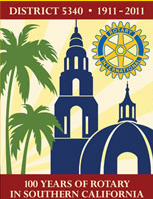 DISTRICT 5340 • 1911-2011
ROTARY
INTERNATIONAL
100 YEARS OF ROTARY
IN SOUTHERN CALIFORNIA